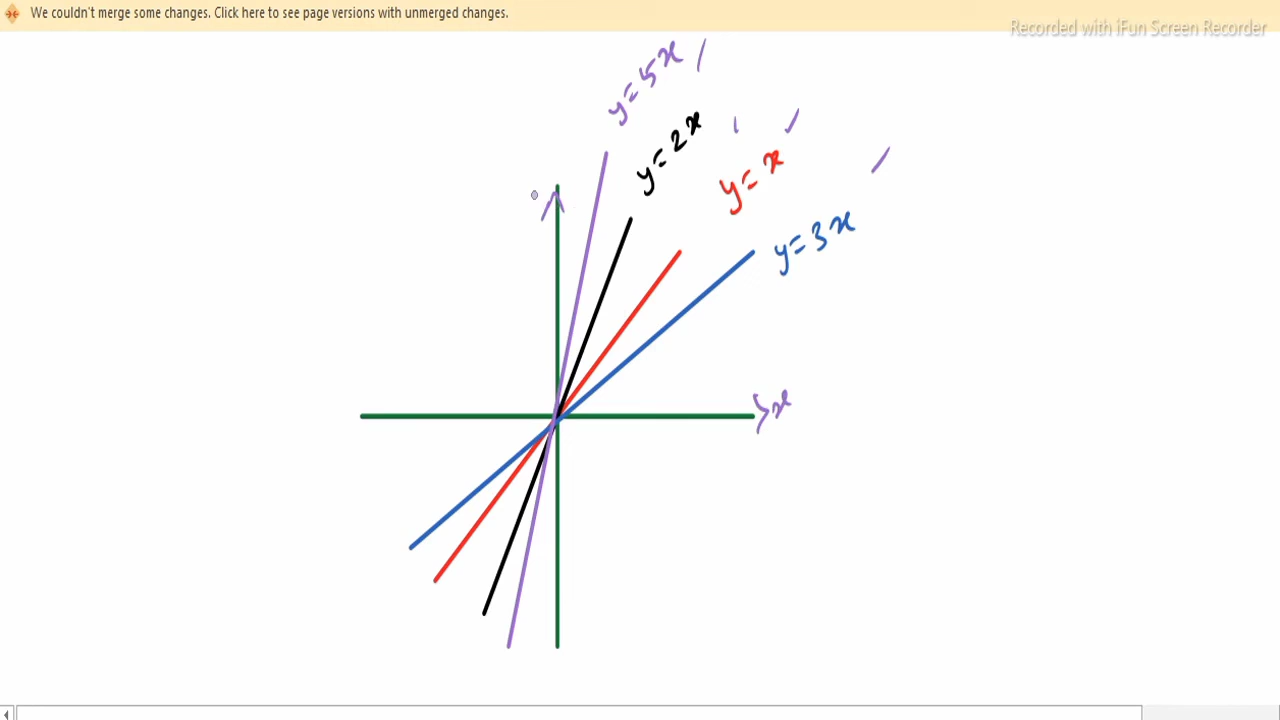 We couldn't merge some changes. Click here to see page versions with unmerged changes.
Recorded with iFun Screen Recorder
y=5x
y=2x
y=x
y=3x
x